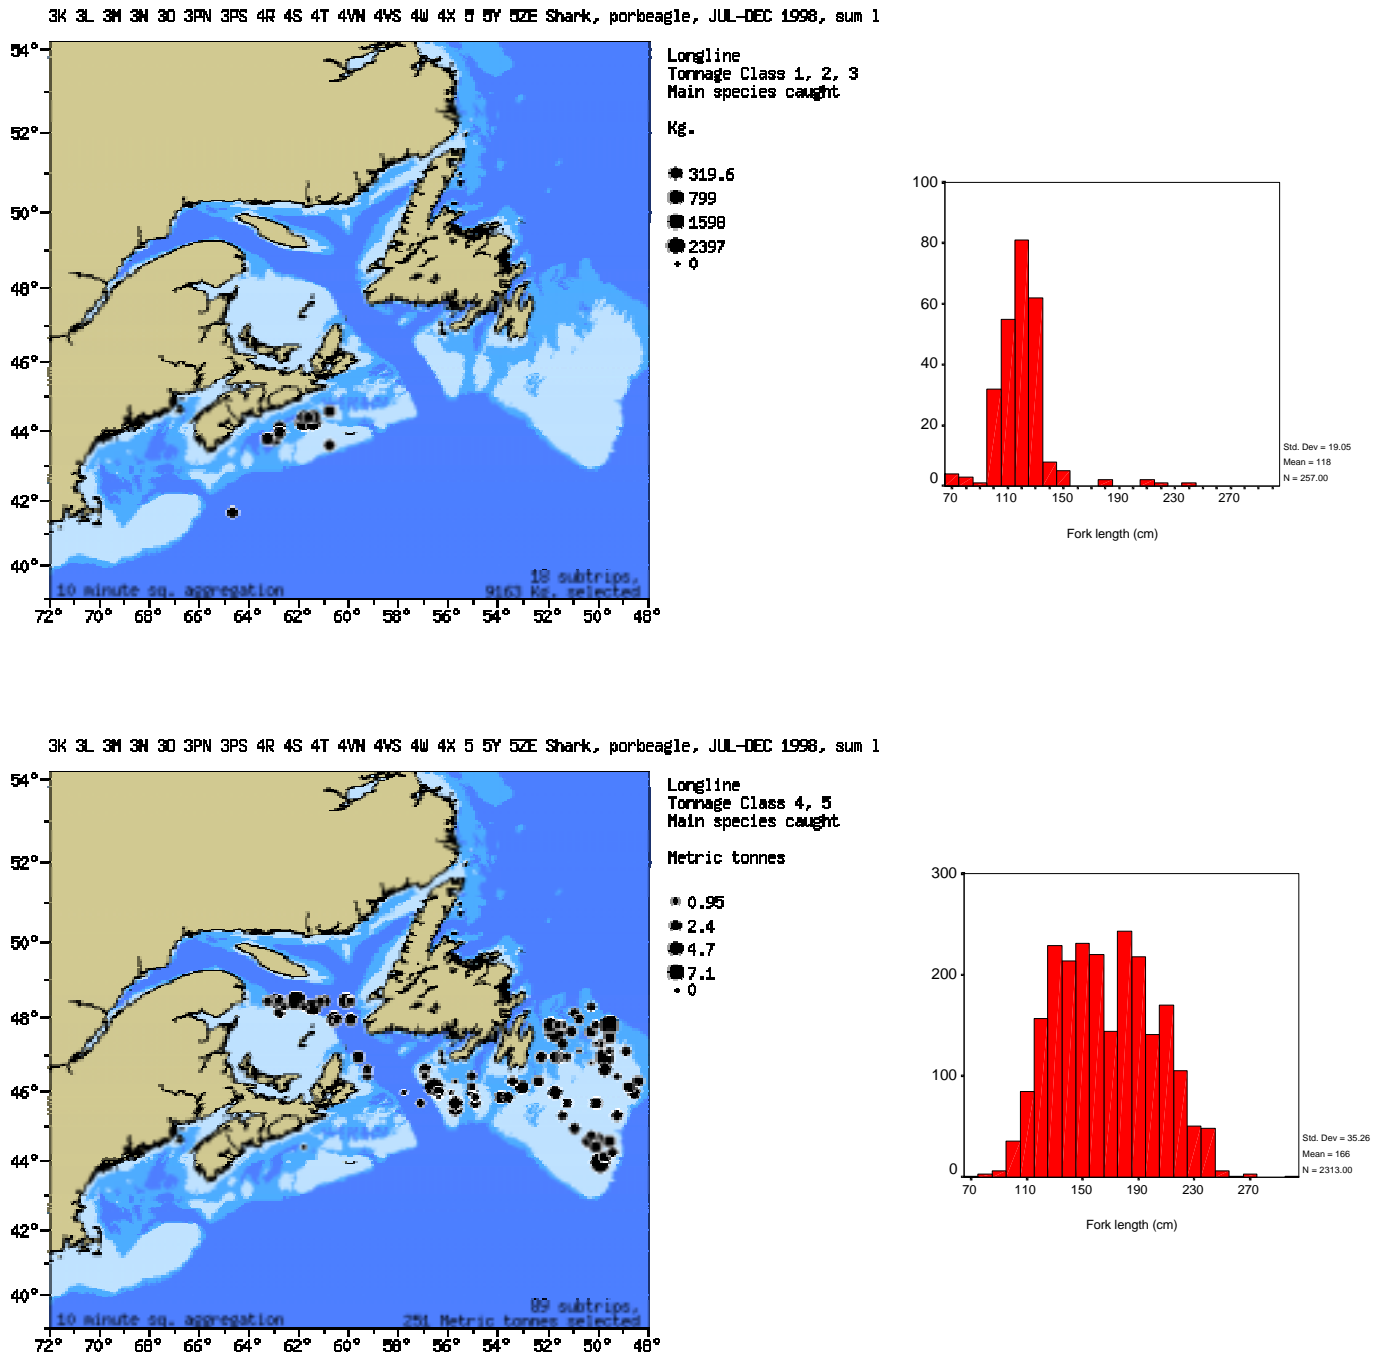 3K 3L 3M 3N 3O 3PN 3PS 4R 4S 4T 4VN 4VS 4W 4X 5 5Y 5ZE Shark, porbeagle, JUL-DEC 1998, sum l
54°
52°
50°
48°
46°
44°
42°
40°
72° 70° 68° 66° 64° 62° 60° 58° 56° 54° 52° 50° 48°
10 minute sq. aggregation
18 subtrips,
9163 Kg. selected
Longline
Tonnage Class 1, 2, 3
Main species caught
Kg.
319.6
799
1598
2397
0
100
80
60
40
20
0
70 110 150 190 230 270
Fork length (cm)
Std. Dev = 19.05
Mean = 118
N = 257.00
3K 3L 3M 3N 3O 3PN 3PS 4R 4S 4T 4VN 4VS 4W 4X 5 5Y 5ZE Shark, porbeagle, JUL-DEC 1998, sum l
54°
52°
50°
48°
46°
44°
42°
40°
72° 70° 68° 66° 64° 62° 60° 58° 56° 54° 52° 50° 48°
10 minute sq. aggregation
89 subtrips,
251 Metric tonnes selected
Longline
Tonnage Class 4, 5
Main species caught
Metric tonnes
0.95
2.4
4.7
7.1
0
300
200
100
0
70 110 150 190 230 270
Fork length (cm)
Std. Dev = 35.26
Mean = 166
N = 2313.00